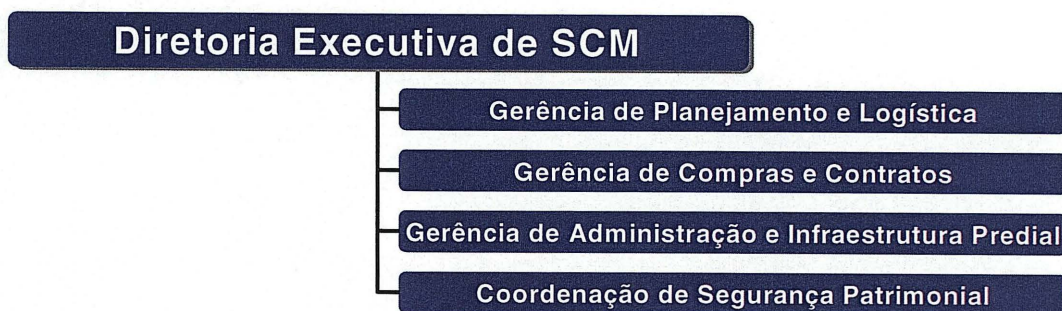 Diretoria Executiva de SCM
Gerência de Planejamento e Logística
Gerência de Compras e Contratos
Gerência de Administração e Infraestrutura Predial
Coordenação de Segurança Patrimonial